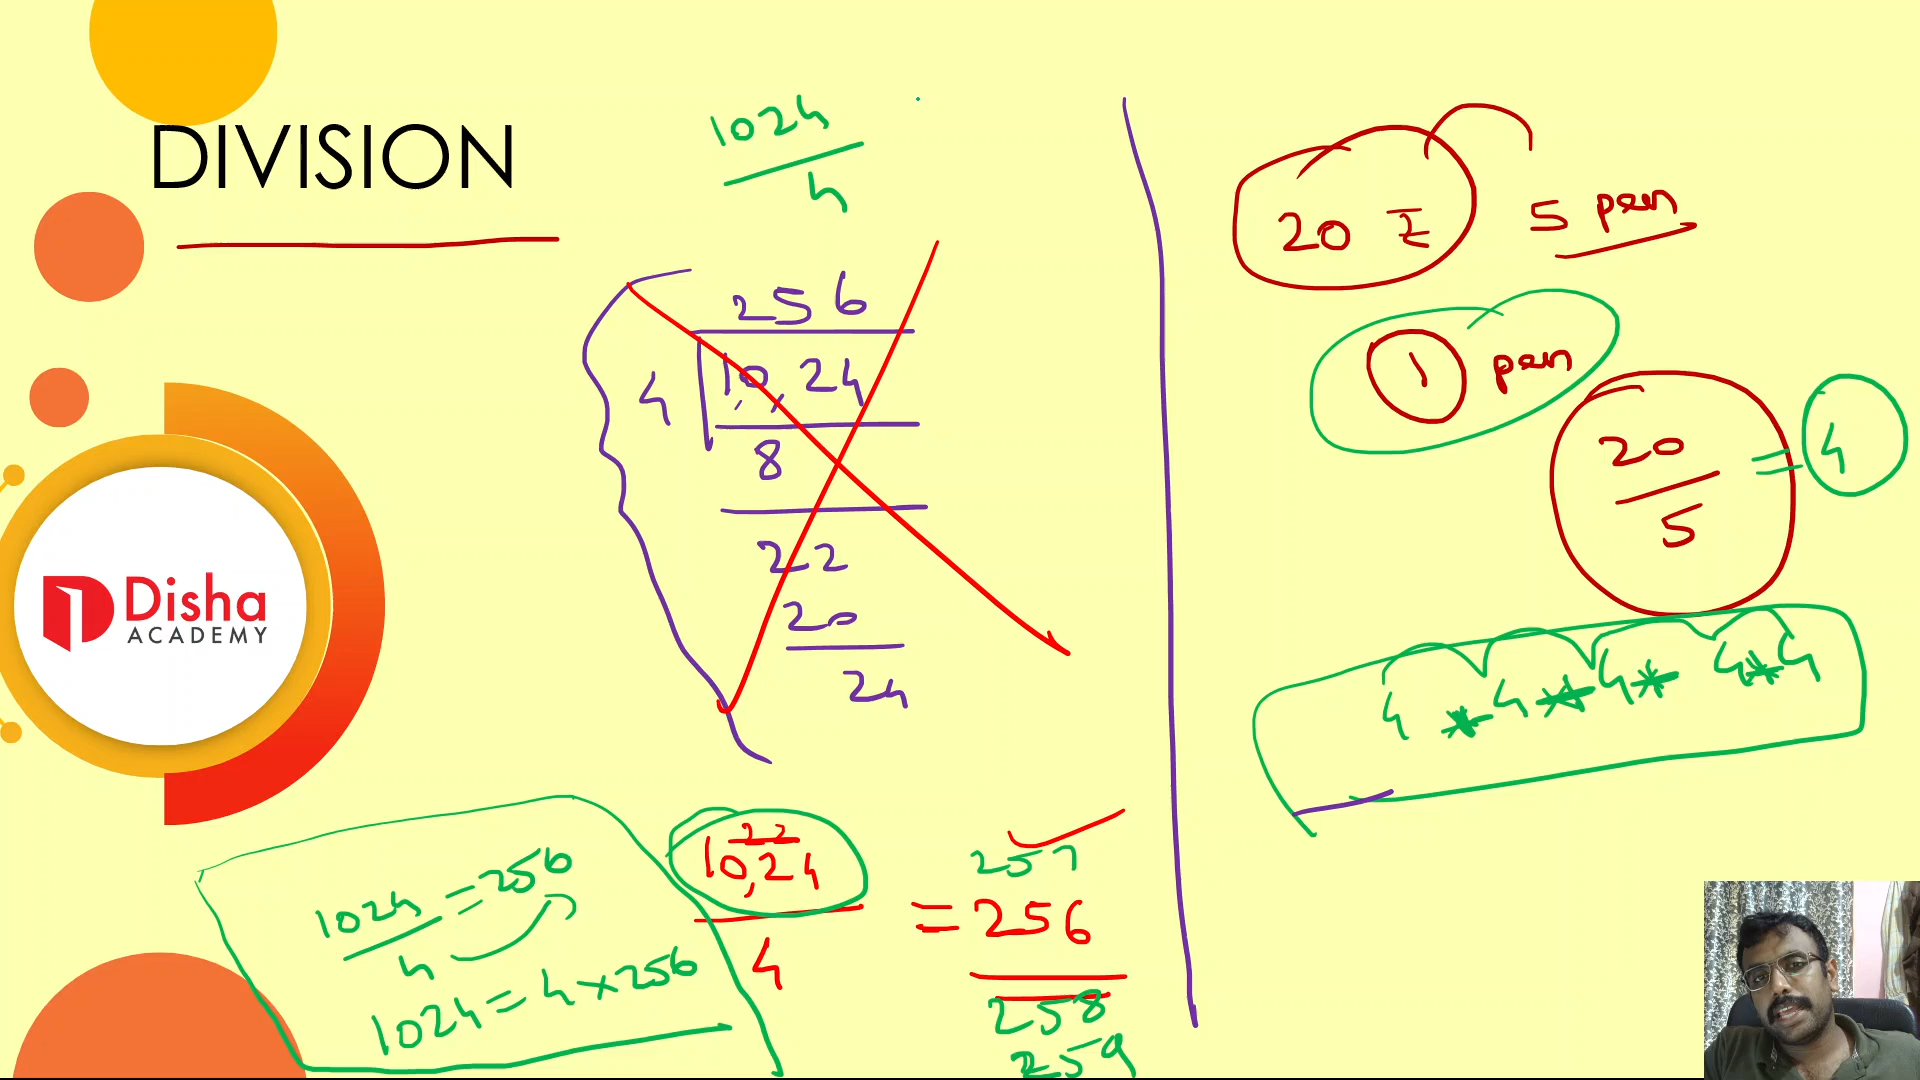 DIVISION
1024
4
256
4
10,24
8
22
20
24
Disha
ACADEMY
1024 = 256
4
1024 = 4 × 256
22
10,24
4
257
= 256
258
259
20 ₹
5 pen
1 pen
20 = 4
5
4 * 4 * 4 * 4 * 4